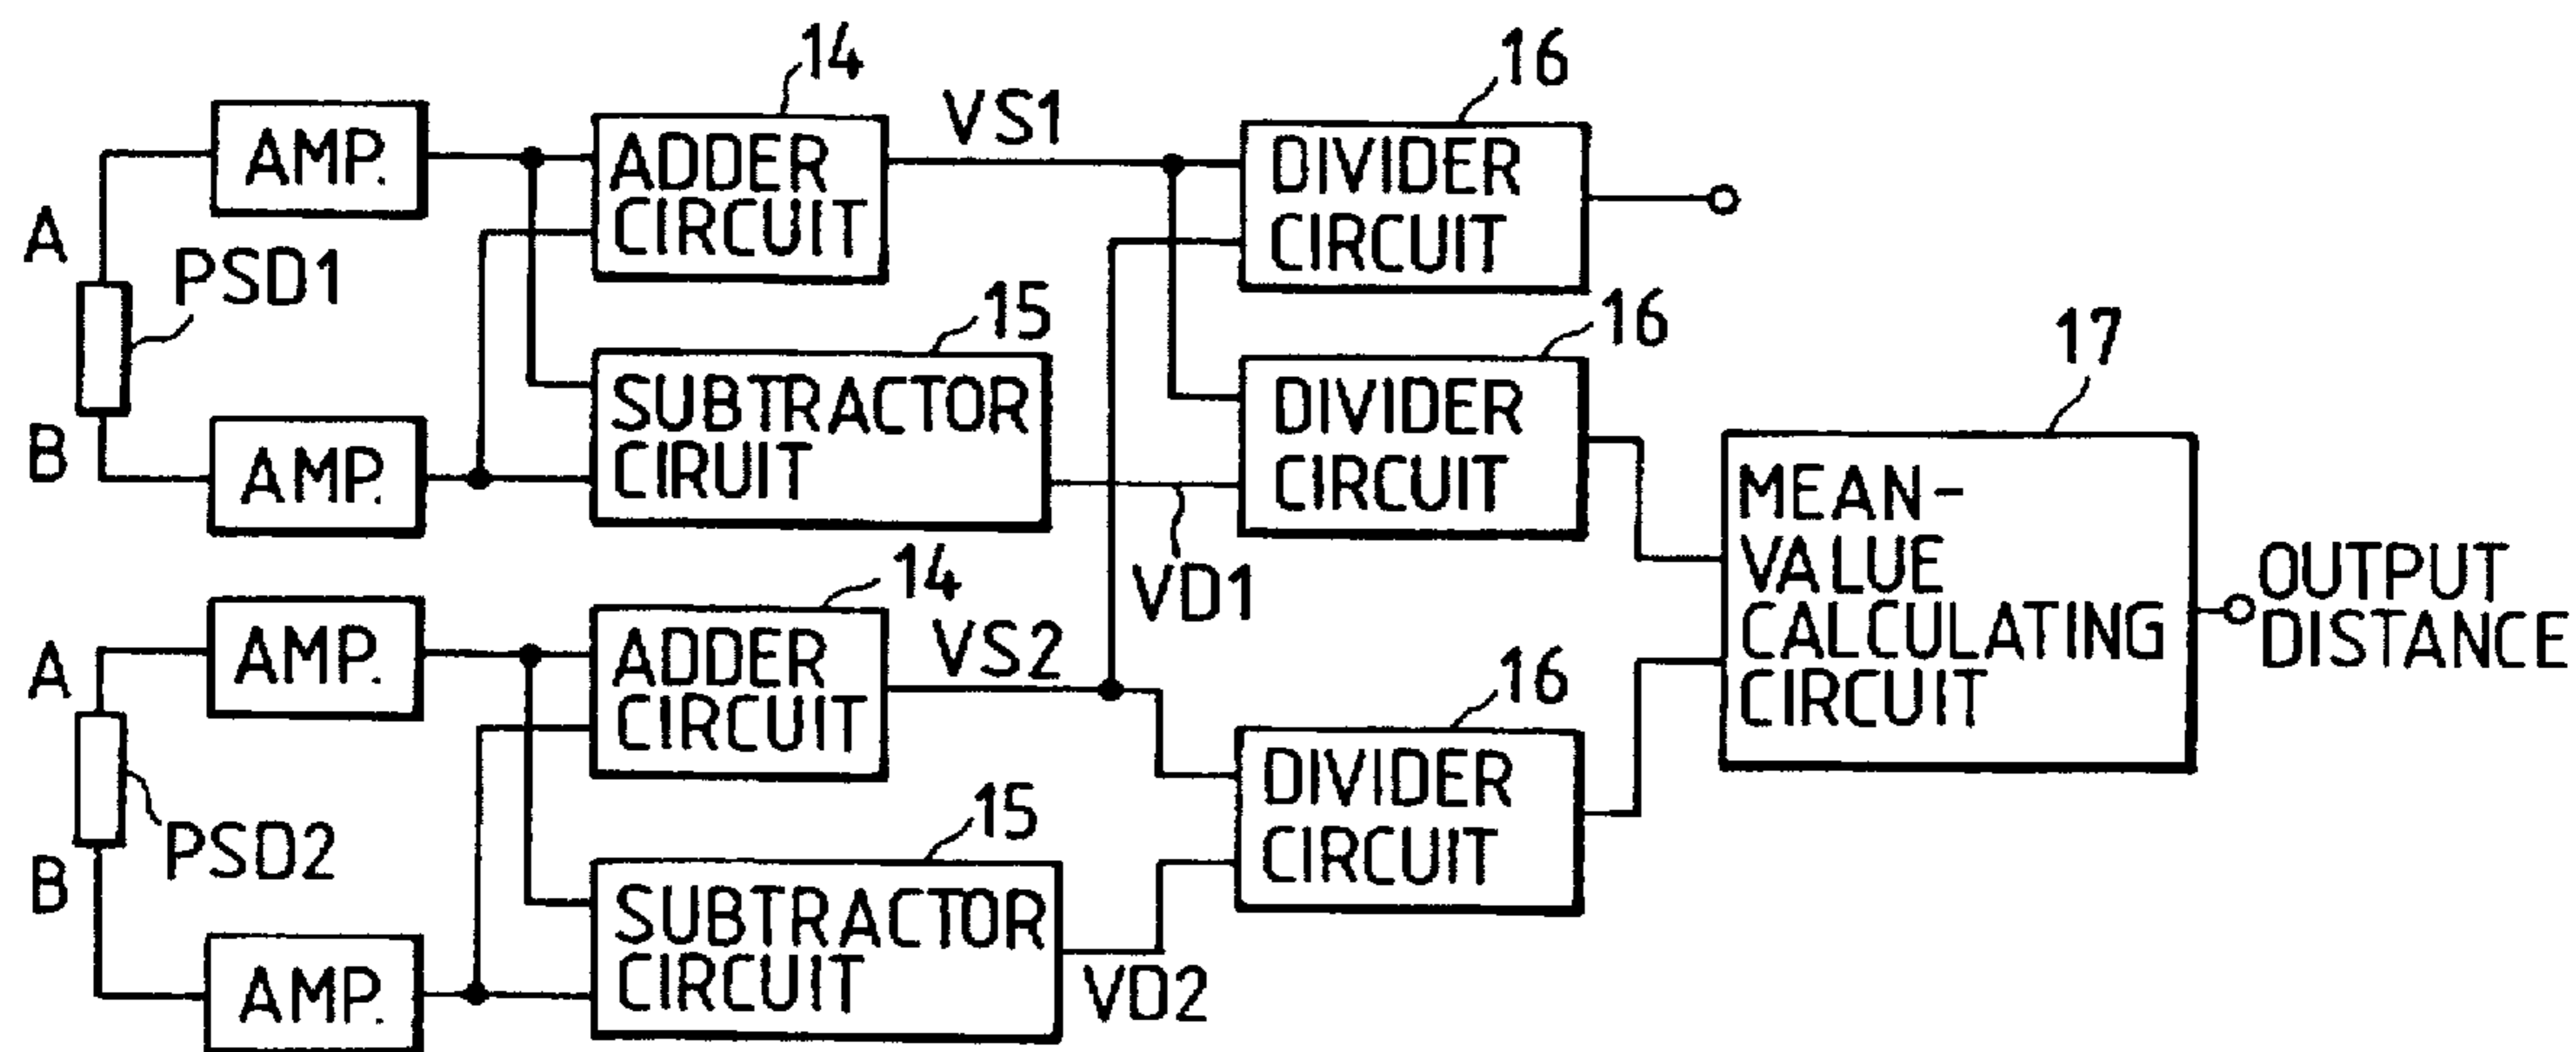 14
16
AMP.
ADDER
CIRCUIT
VS1
DIVIDER
CIRCUIT
A
PSD1
15
16
17
B
AMP.
SUBTRACTOR
CIRUIT
DIVIDER
CIRCUIT
MEAN-
VALUE
CALCULATING
CIRCUIT
VD1
OUTPUT
DISTANCE
14
A
AMP.
ADDER
CIRCUIT
VS2
16
DIVIDER
CIRCUIT
PSD2
15
B
AMP.
SUBTRACTOR
CIRCUIT
VD2